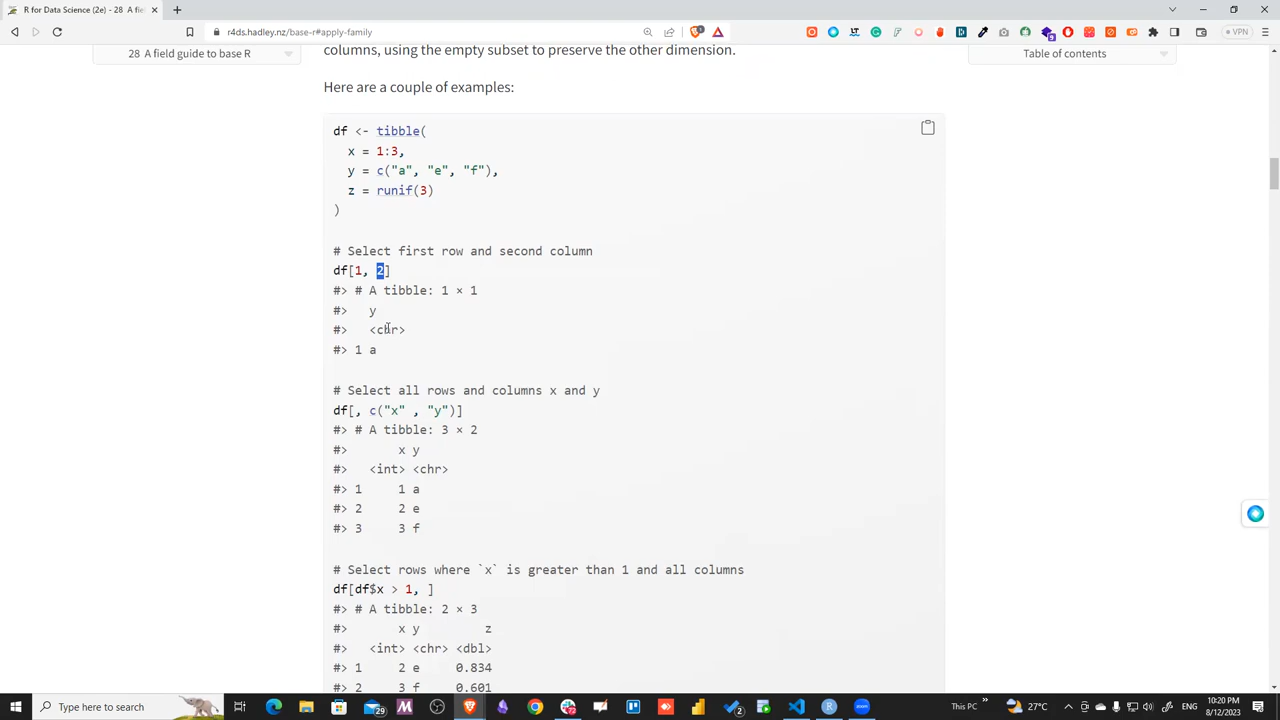 R for Data Science (2e) - 28 A fiel
r4ds.hadley.nz/base-r#apply-family
VPN
28 A field guide to base R
columns, using the empty subset to preserve the other dimension.
Table of contents
Here are a couple of examples:
df <- tibble(
x = 1:3,
y = c("a", "e", "f"),
z = runif(3)
)
# Select first row and second column
df[1, 2]
#> # A tibble: 1 × 1
#> y
#> <chr>
#> 1 a
# Select all rows and columns x and y
df[, c("x" , "y")]
#> # A tibble: 3 × 2
#> x y
#> <int> <chr>
#> 1 1 a
#> 2 2 e
#> 3 3 f
# Select rows where `x` is greater than 1 and all columns
df[df$x > 1, ]
#> # A tibble: 2 × 3
#> x y z
#> <int> <chr> <dbl>
#> 1 2 e 0.834
#> 2 3 f 0.601
Type here to search
29
This PC
27°C
10:20 PM
8/12/2023